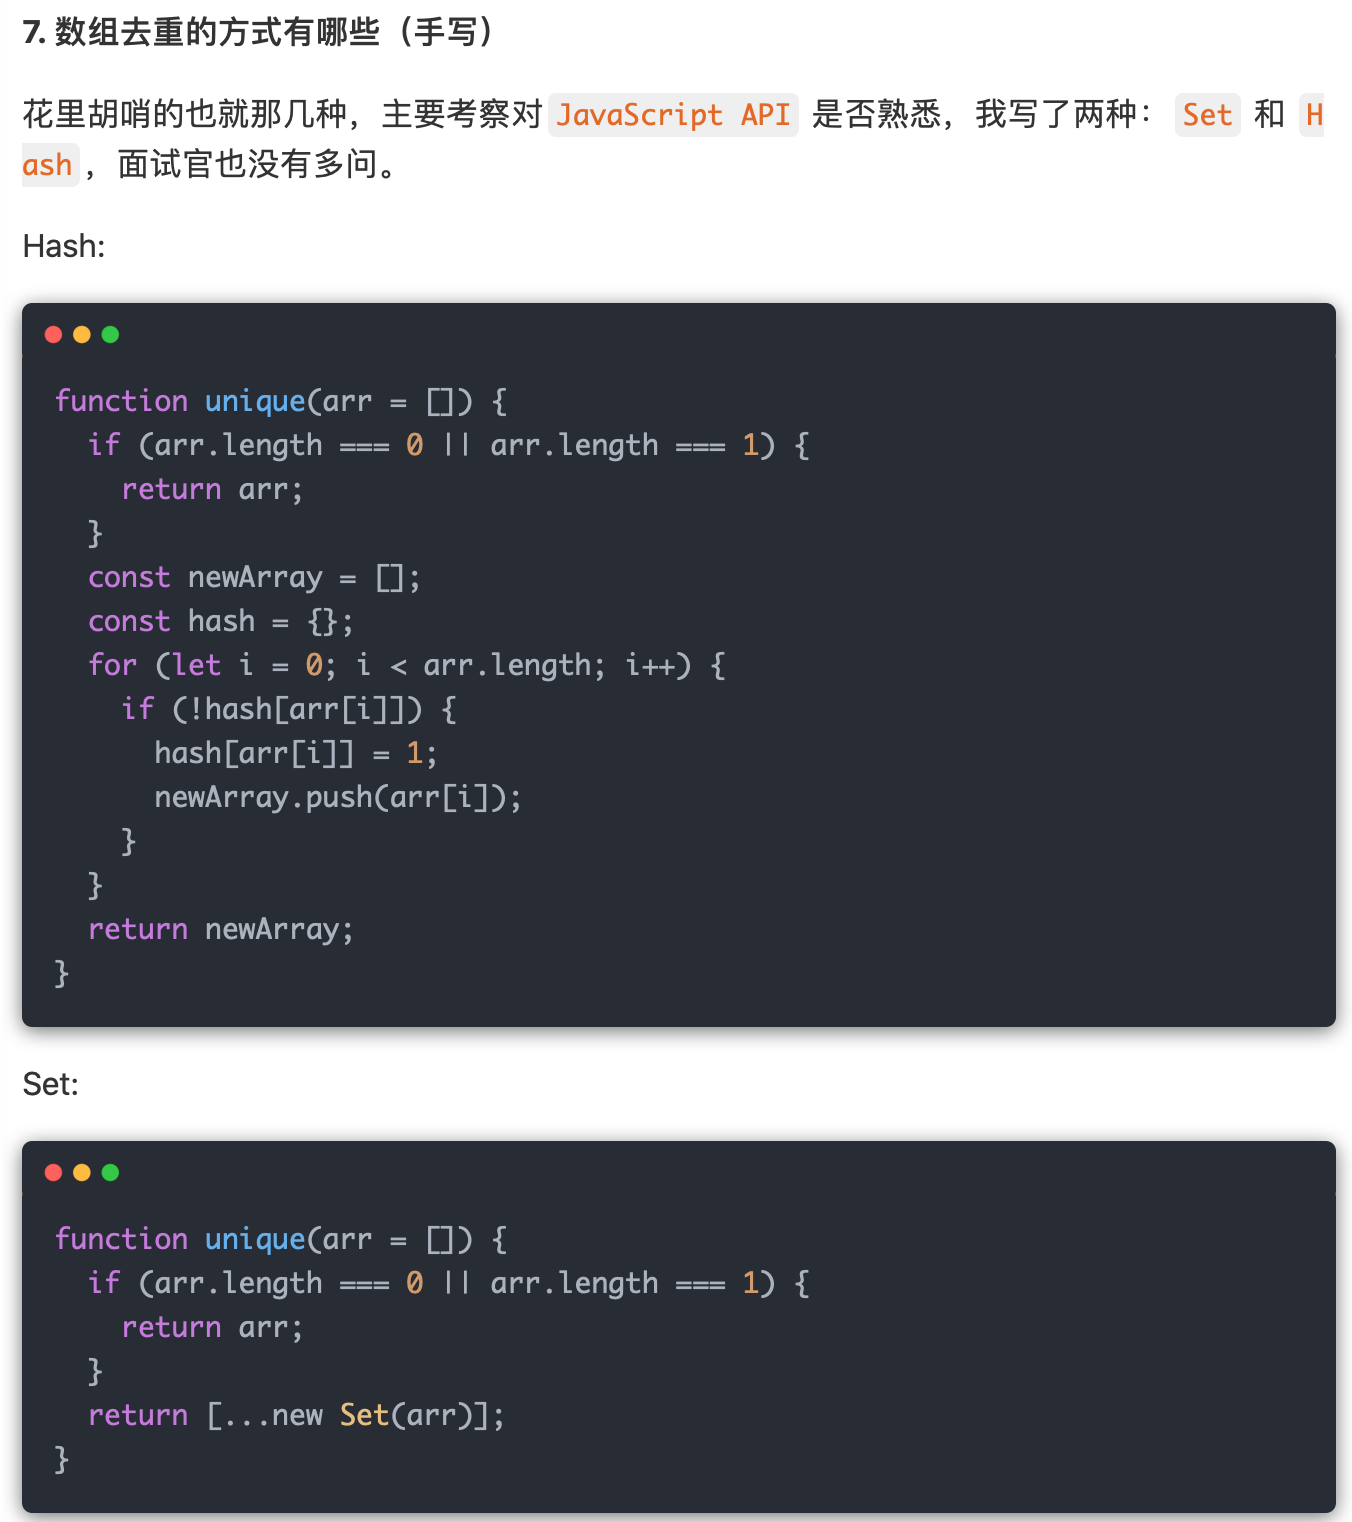 7. 数组去重的方式有哪些（手写）
花里胡哨的也就那几种，主要考察对 JavaScript API 是否熟悉，我写了两种： Set 和 H
ash ，面试官也没有多问。
Hash:
function unique(arr = []) {
  if (arr.length === 0 || arr.length === 1) {
    return arr;
  }
  const newArray = [];
  const hash = {};
  for (let i = 0; i < arr.length; i++) {
    if (!hash[arr[i]]) {
      hash[arr[i]] = 1;
      newArray.push(arr[i]);
    }
  }
  return newArray;
}
Set:
function unique(arr = []) {
  if (arr.length === 0 || arr.length === 1) {
    return arr;
  }
  return [...new Set(arr)];
}